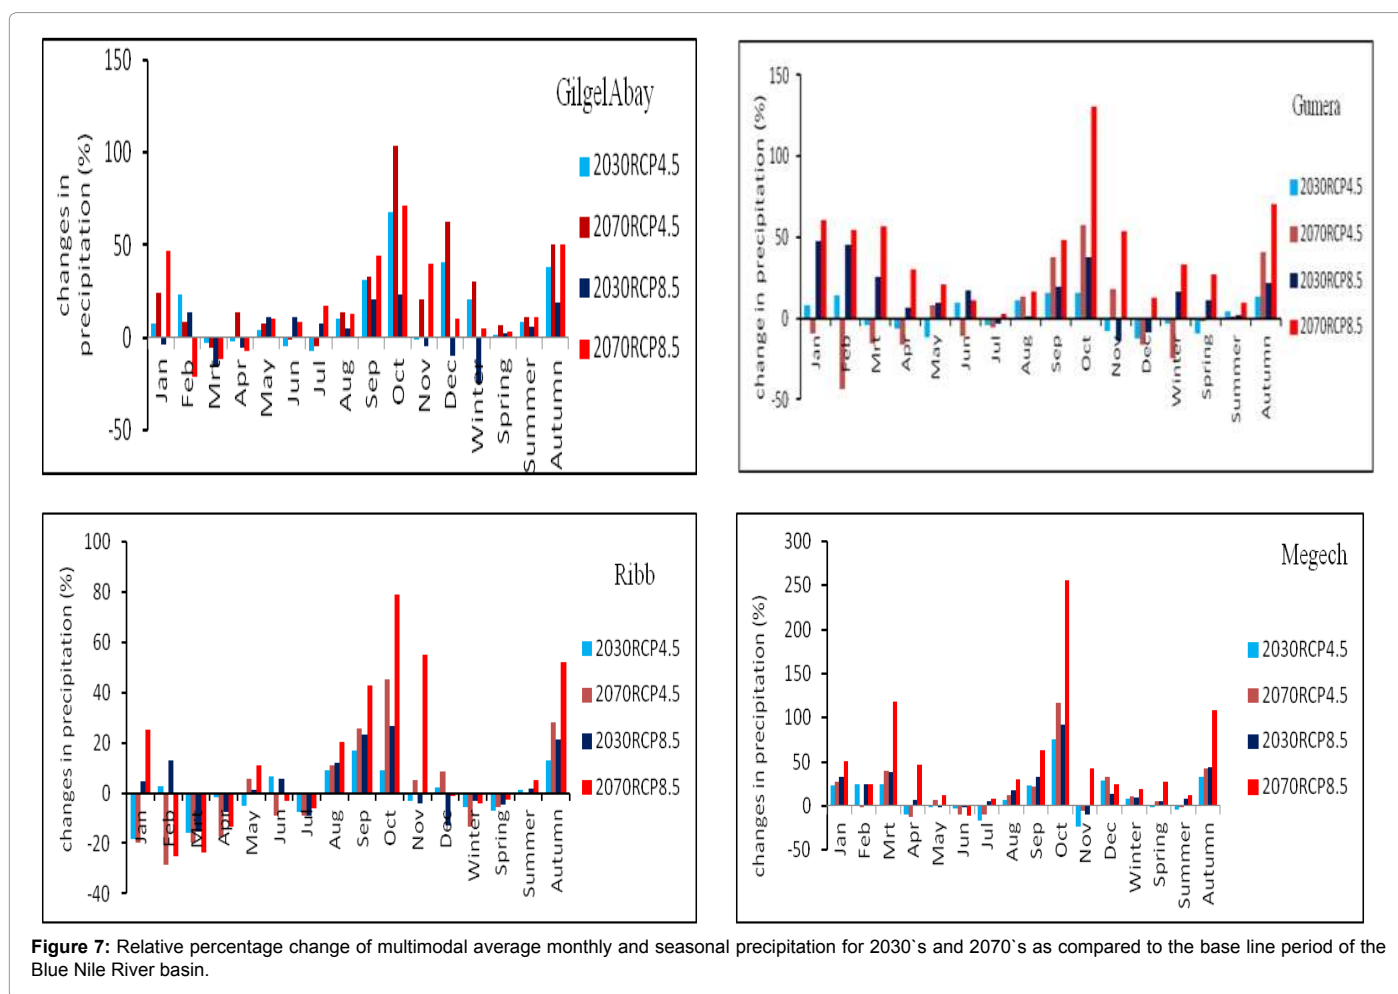 150
100
50
0
-50
changes in
precipitation (%)
GilgelAbay
2030RCP4.5
2070RCP4.5
2030RCP8.5
2070RCP8.5
Jan Feb Mrt Apr May Jun Jul Aug Sep Oct Nov Dec Winter Spring Summer Autumn
150
100
50
0
-50
change in precipitation (%)
Gumera
2030RCP4.5
2070RCP4.5
2030RCP8.5
2070RCP8.5
Jan Feb Mrt Apr May Jun Jul Aug Sep Oct Nov Dec Winter Spring Summer Autumn
100
80
60
40
20
0
-20
-40
changes in precipitation (%)
Ribb
2030RCP4.5
2070RCP4.5
2030RCP8.5
2070RCP8.5
Jan Feb Mrt Apr May Jun Jul Aug Sep Oct Nov Dec Winter Spring Summer Autumn
300
250
200
150
100
50
0
-50
changes in precipitation (%)
Megech
2030RCP4.5
2070RCP4.5
2030RCP8.5
2070RCP8.5
Jan Feb Mrt Apr May Jun Jul Aug Sep Oct Nov Dec Winter Spring Summer Autumn
Figure 7: Relative percentage change of multimodal average monthly and seasonal precipitation for 2030`s and 2070`s as compared to the base line period of the
Blue Nile River basin.